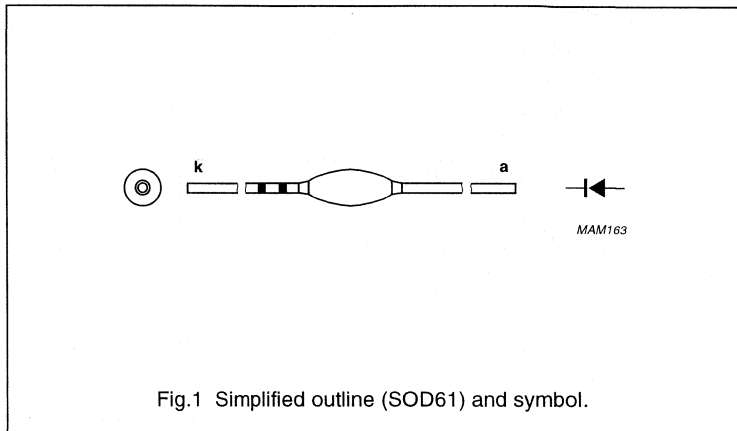 k
a
MAM163
Fig.1 Simplified outline (SOD61) and symbol.